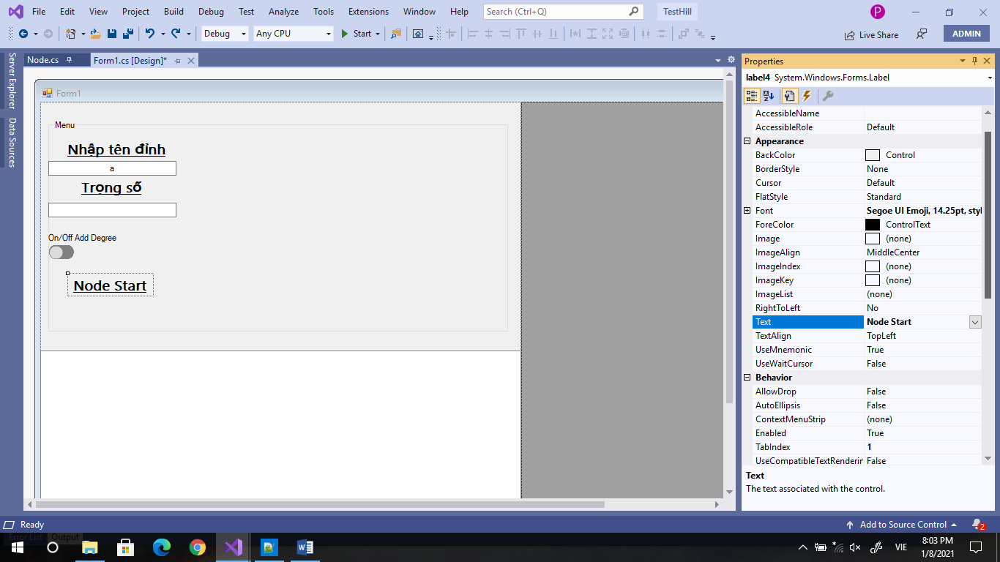 File Edit View Project Build Debug Test Analyze Tools Extensions Window Help Search (Ctrl+Q) TestHill P
Debug Any CPU Start Live Share ADMIN
Server Explorer
Data Sources
Node.cs Form1.cs [Design]*
Form1
Menu
Nhập tên đỉnh
a
Trọng số
On/Off Add Degree
Node Start
Properties
label4 System.Windows.Forms.Label
AccessibleName
AccessibleRole Default
Appearance
BackColor Control
BorderStyle None
Cursor Default
FlatStyle Standard
Font Segoe UI Emoji, 14.25pt, styl
ForeColor ControlText
Image (none)
ImageAlign MiddleCenter
ImageIndex (none)
ImageKey (none)
ImageList (none)
RightToLeft No
Text Node Start
TextAlign TopLeft
UseMnemonic True
UseWaitCursor False
Behavior
AllowDrop False
AutoEllipsis False
ContextMenuStrip (none)
Enabled True
TabIndex 1
UseCompatibleTextRenderin False
Text
The text associated with the control.
Ready Add to Source Control 2
Error List Output
VIE 8:03 PM
1/8/2021